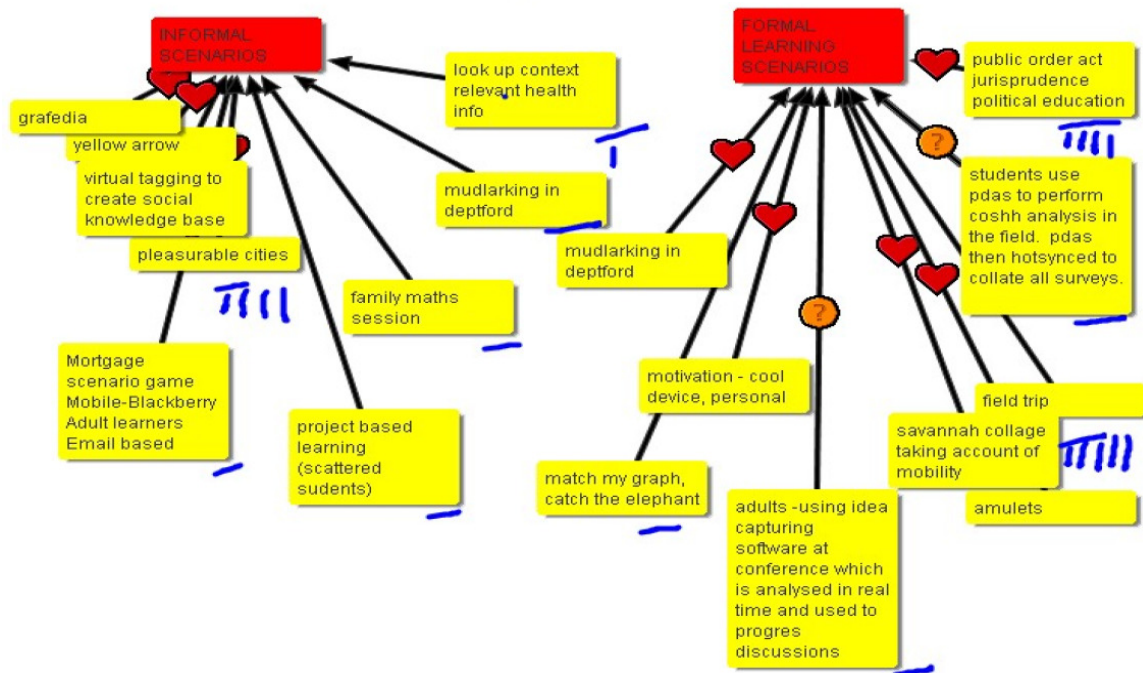 INFORMAL
SCENARIOS
look up context
relevant health
info
grafedia
yellow arrow
virtual tagging to
create social
knowledge base
pleasurable cities
mudlarking in
deptford
family maths
session
Mortgage
scenario game
Mobile-Blackberry
Adult learners
Email based
project based
learning
(scattered
sudents)
FORMAL
LEARNING
SCENARIOS
public order act
jurisprudence
political education
?
students use
pdas to perform
coshh analysis in
the field. pdas
then hotsynced to
collate all surveys.
mudlarking in
deptford
?
motivation - cool
device, personal
field trip
savannah collage
taking account of
mobility
match my graph,
catch the elephant
amulets
adults -using idea
capturing
software at
conference which
is analysed in real
time and used to
progres
discussions